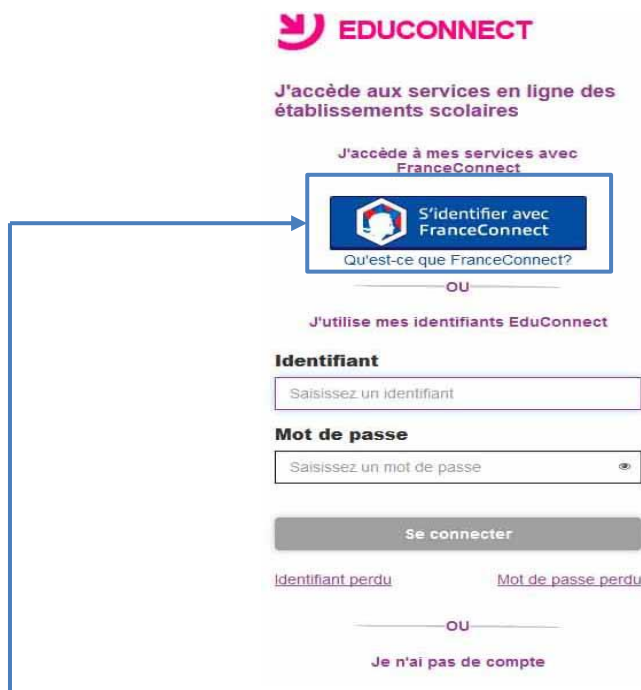 EDUCONNECT
J'accède aux services en ligne des
établissements scolaires
J'accède à mes services avec
FranceConnect
S'identifier avec
FranceConnect
Qu'est-ce que FranceConnect?
OU
J'utilise mes identifiants EduConnect
Identifiant
Saisissez un identifiant
Mot de passe
Saisissez un mot de passe
Se connecter
Identifiant perdu Mot de passe perdu
OU
Je n'ai pas de compte